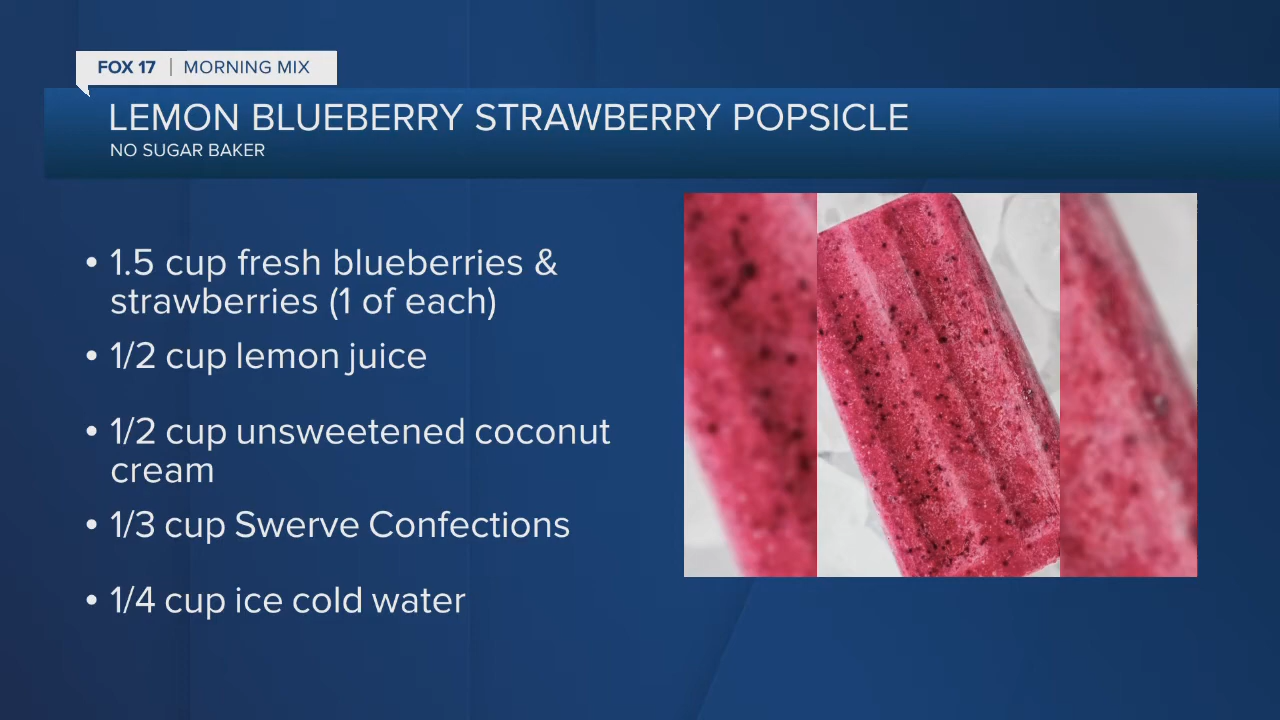 FOX 17 | MORNING MIX
LEMON BLUEBERRY STRAWBERRY POPSICLE
NO SUGAR BAKER
• 1.5 cup fresh blueberries &
strawberries (1 of each)
• 1/2 cup lemon juice
• 1/2 cup unsweetened coconut
cream
• 1/3 cup Swerve Confections
• 1/4 cup ice cold water